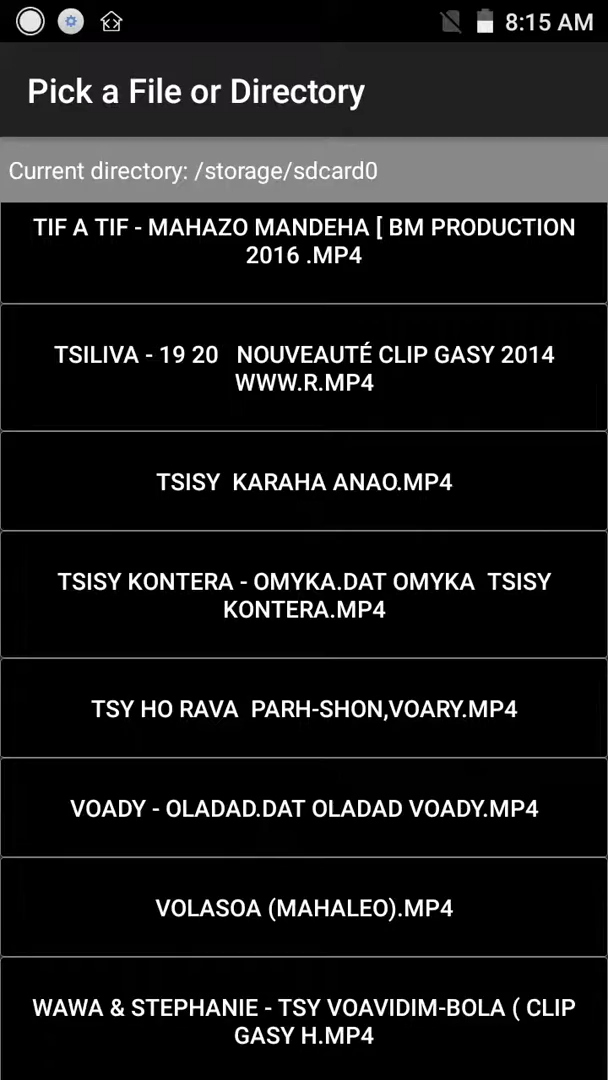 8:15 AM
Pick a File or Directory
Current directory: /storage/sdcard0
TIF A TIF - MAHAZO MANDEHA [ BM PRODUCTION
2016 .MP4
TSILIVA - 19 20   NOUVEAUTÉ CLIP GASY 2014
WWW.R.MP4
TSISY  KARAHA ANAO.MP4
TSISY KONTERA - OMYKA.DAT OMYKA  TSISY
KONTERA.MP4
TSY HO RAVA  PARH-SHON,VOARY.MP4
VOADY - OLADAD.DAT OLADAD VOADY.MP4
VOLASOA (MAHALEO).MP4
WAWA & STEPHANIE - TSY VOAVIDIM-BOLA ( CLIP
GASY H.MP4